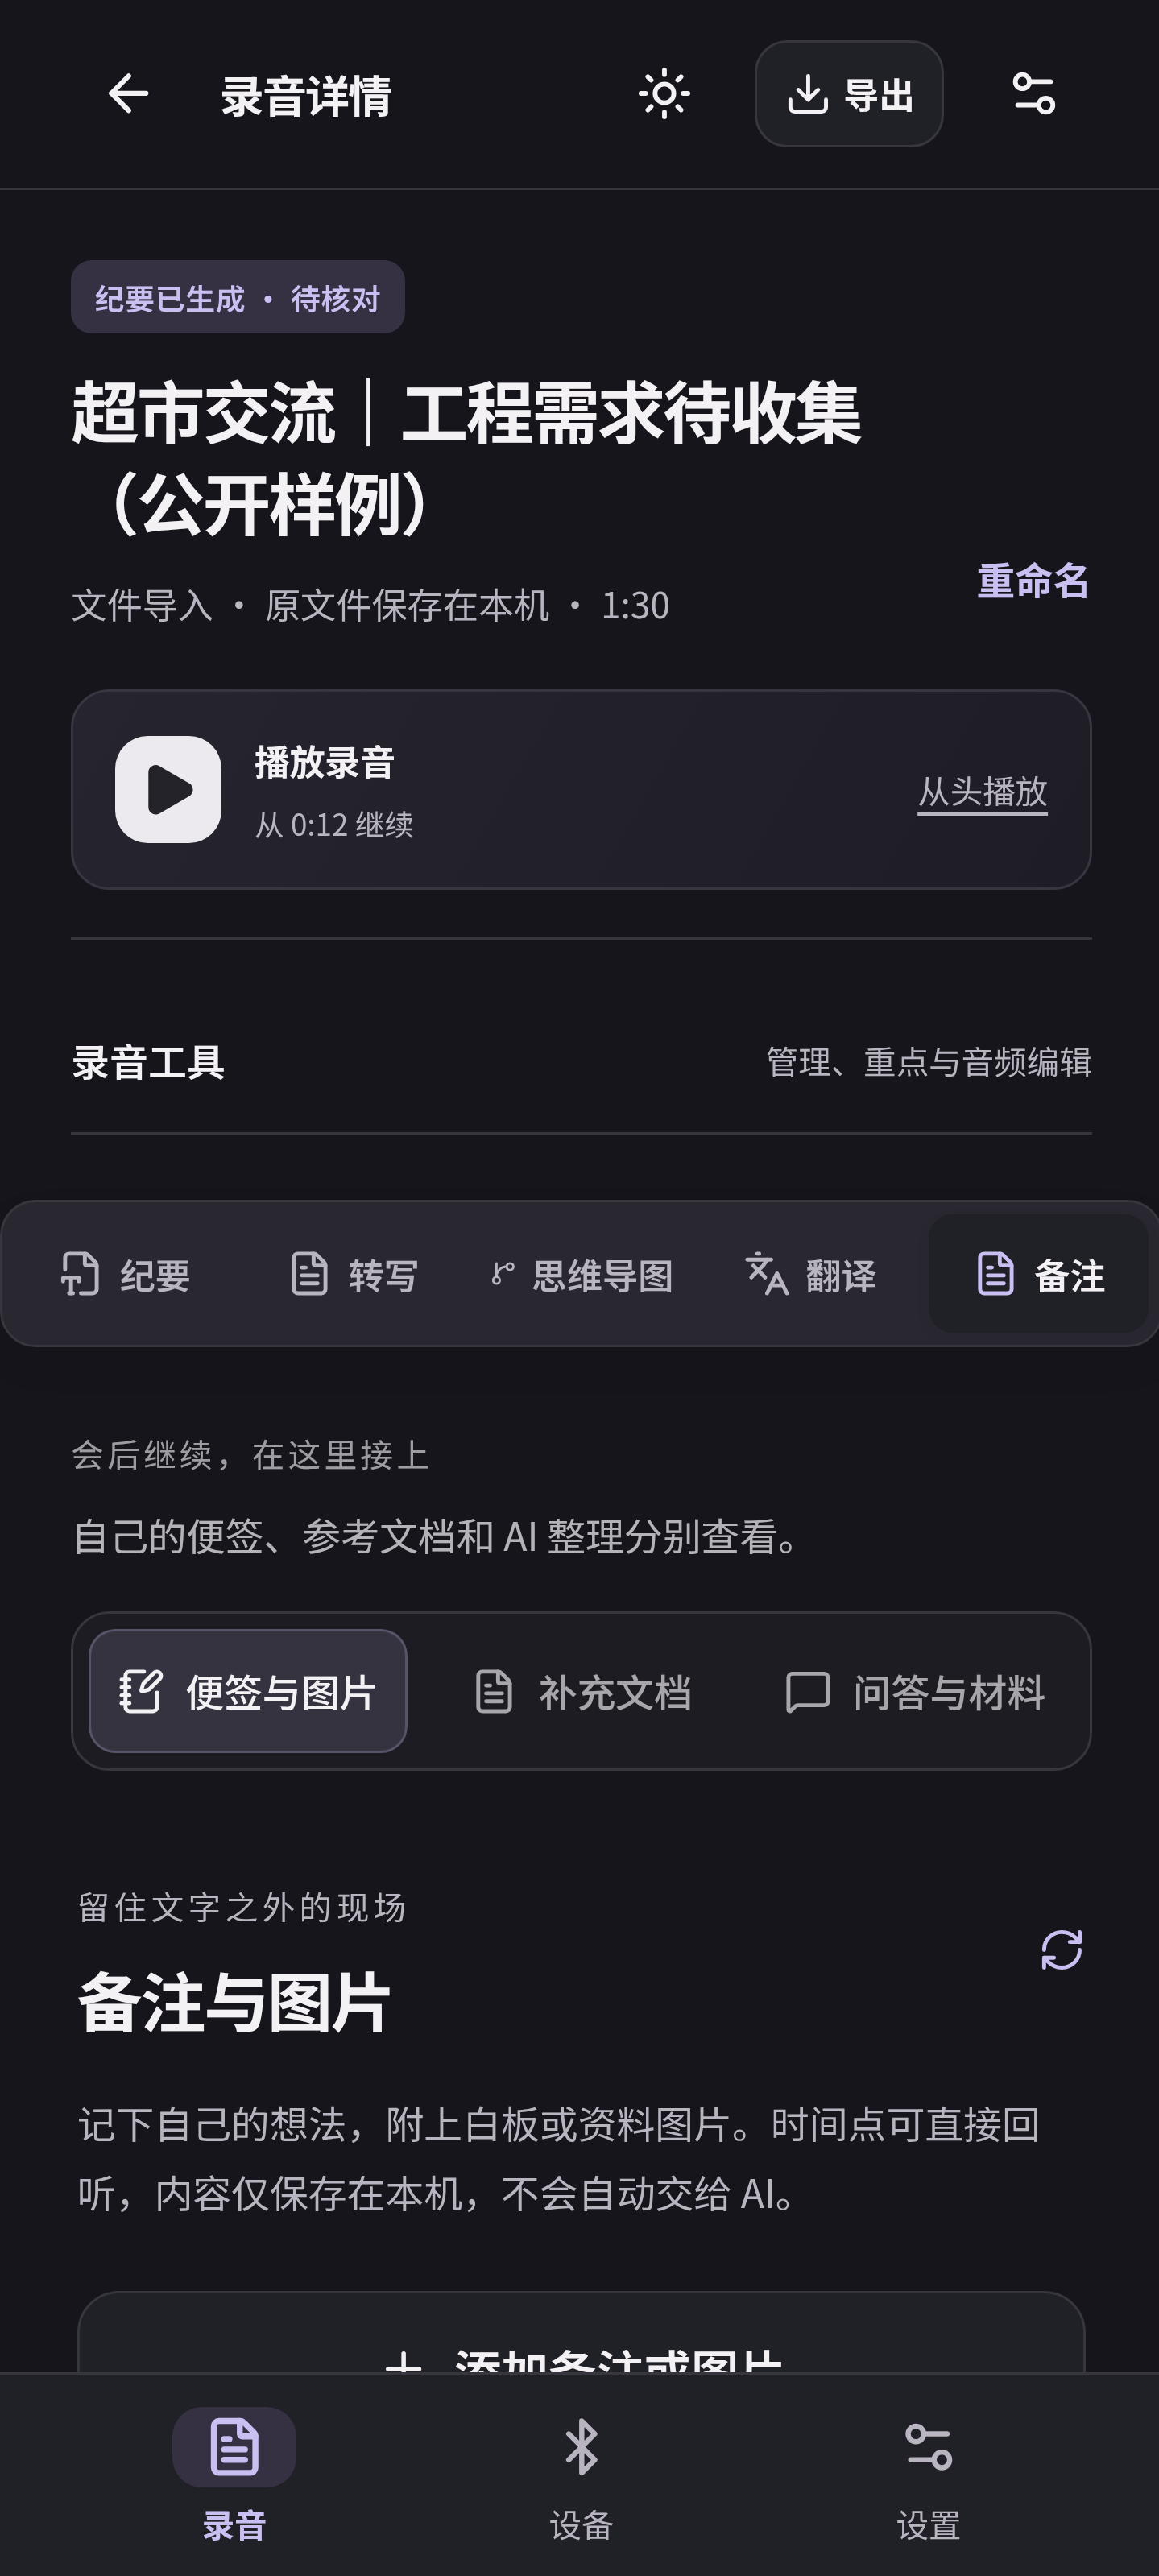 录音详情
导出
纪要已生成 · 待核对
超市交流｜工程需求待收集
（公开样例）
重命名
文件导入 · 原文件保存在本机 · 1:30
播放录音
从 0:12 继续
从头播放
录音工具
管理、重点与音频编辑
纪要
转写
思维导图
翻译
备注
会后继续，在这里接上
自己的便签、参考文档和 AI 整理分别查看。
便签与图片
补充文档
问答与材料
留住文字之外的现场
备注与图片
记下自己的想法，附上白板或资料图片。时间点可直接回
听，内容仅保存在本机，不会自动交给 AI。
添加备注或图片
录音
设备
设置